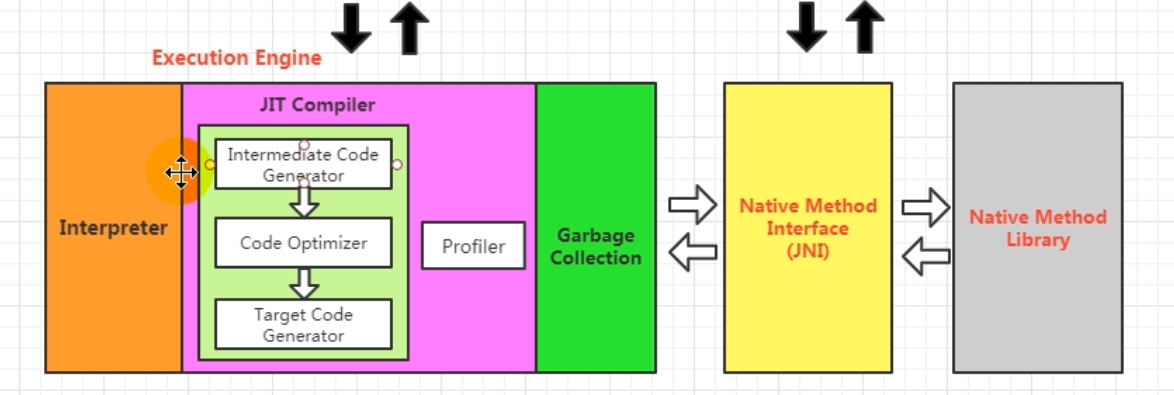 Execution Engine
JIT Compiler
Intermediate Code
Generator
Code Optimizer
Target Code
Generator
Interpreter
Profiler
Garbage
Collection
Native Method
Interface
(JNI)
Native Method
Library